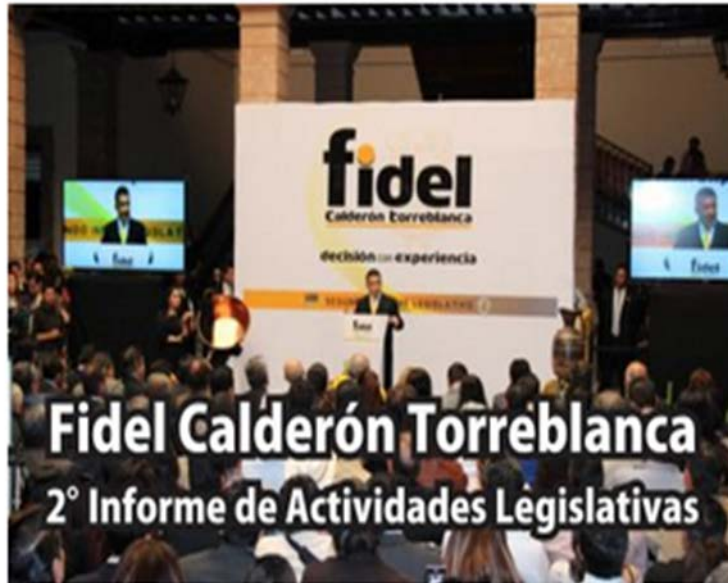 fidel
Calderón torreblanca
decisión con experiencia
fidel
fidel
fidel
Fidel Calderón Torreblanca
2° Informe de Actividades Legislativas